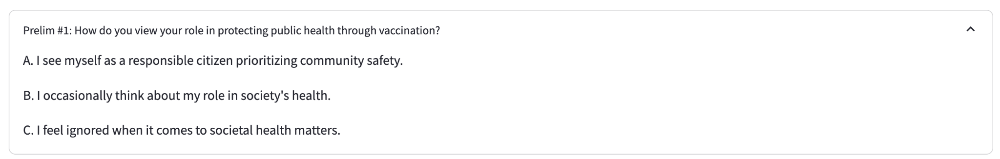 Prelim #1: How do you view your role in protecting public health through vaccination?
A. I see myself as a responsible citizen prioritizing community safety.
B. I occasionally think about my role in society's health.
C. I feel ignored when it comes to societal health matters.